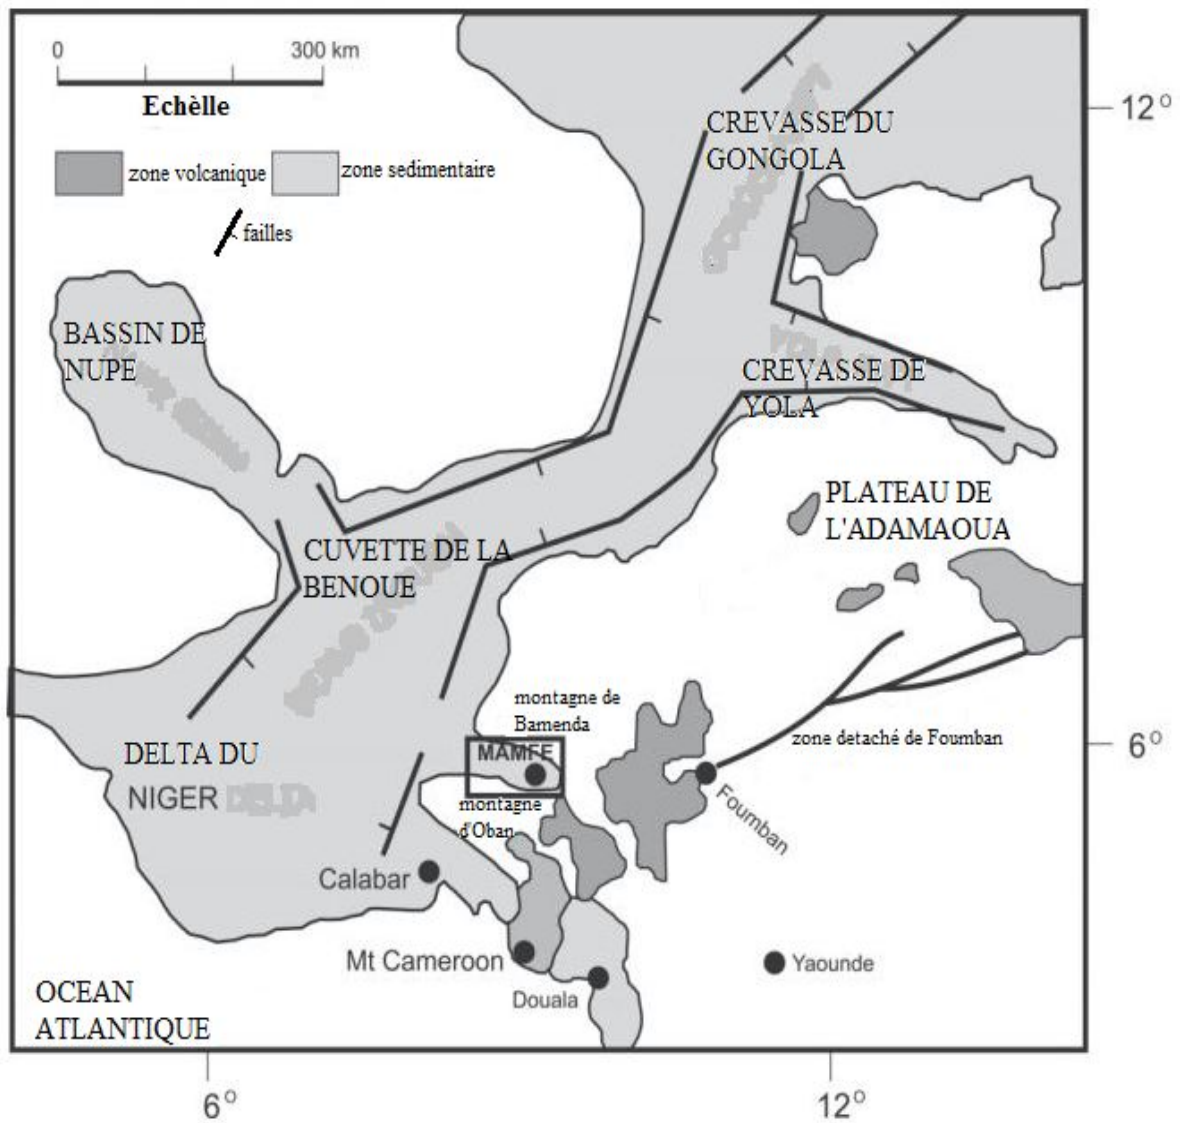 0 300 km
Echèlle
zone volcanique
zone sedimentaire
failles
12°
CREVASSE DU
GONGOLA
BASSIN DE
NUPE
CREVASSE DE
YOLA
PLATEAU DE
L'ADAMAOUA
CUVETTE DE LA
BENOUE
montagne de
Bamenda
MAMFE
DELTA DU
NIGER DELTA
zone detaché de Foumban
6°
montagne
d'Oban
Foumban
Calabar
Mt Cameroon
Yaounde
Douala
OCEAN
ATLANTIQUE
6° 12°